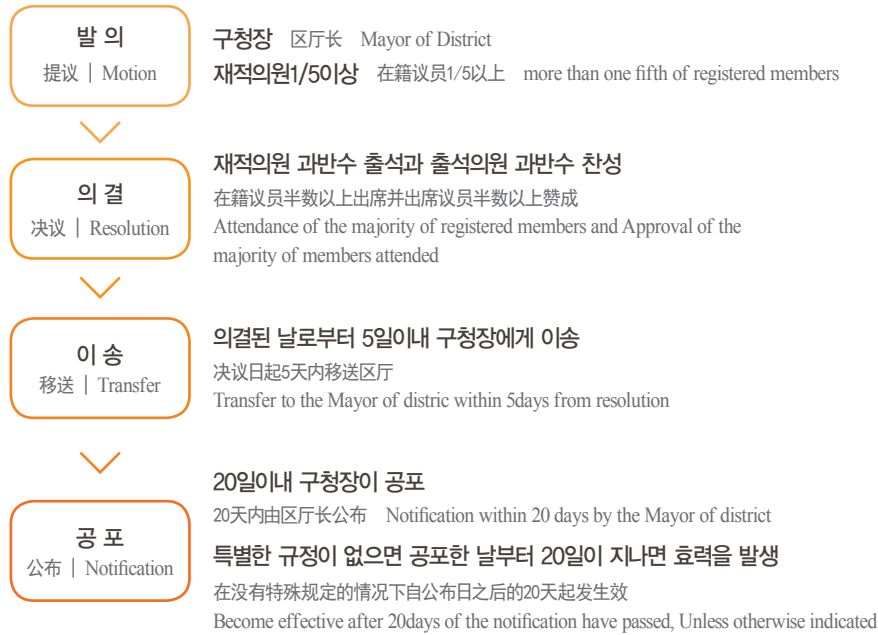 발 의
提议 | Motion
구청장 区厅长 Mayor of District
재적의원1/5이상 在籍议员1/5以上 more than one fifth of registered members
의 결
决议 | Resolution
재적의원 과반수 출석과 출석의원 과반수 찬성
在籍议员半数以上出席并出席议员半数以上赞成
Attendance of the majority of registered members and Approval of the
majority of members attended
이 송
移送 | Transfer
의결된 날로부터 5일이내 구청장에게 이송
决议日起5天内移送区厅
Transfer to the Mayor of distric within 5days from resolution
공 포
公布 | Notification
20일이내 구청장이 공포
20天内由区厅长公布 Notification within 20 days by the Mayor of district
특별한 규정이 없으면 공포한 날부터 20일이 지나면 효력을 발생
在没有特殊规定的情况下自公布日之后的20天起发生效
Become effective after 20days of the notification have passed, Unless otherwise indicated